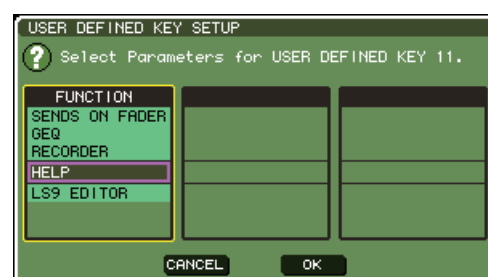 USER DEFINED KEY SETUP
? Select Parameters for USER DEFINED KEY 11.
FUNCTION
SENDS ON FADER
GEQ
RECORDER
HELP
LS9 EDITOR
CANCEL OK